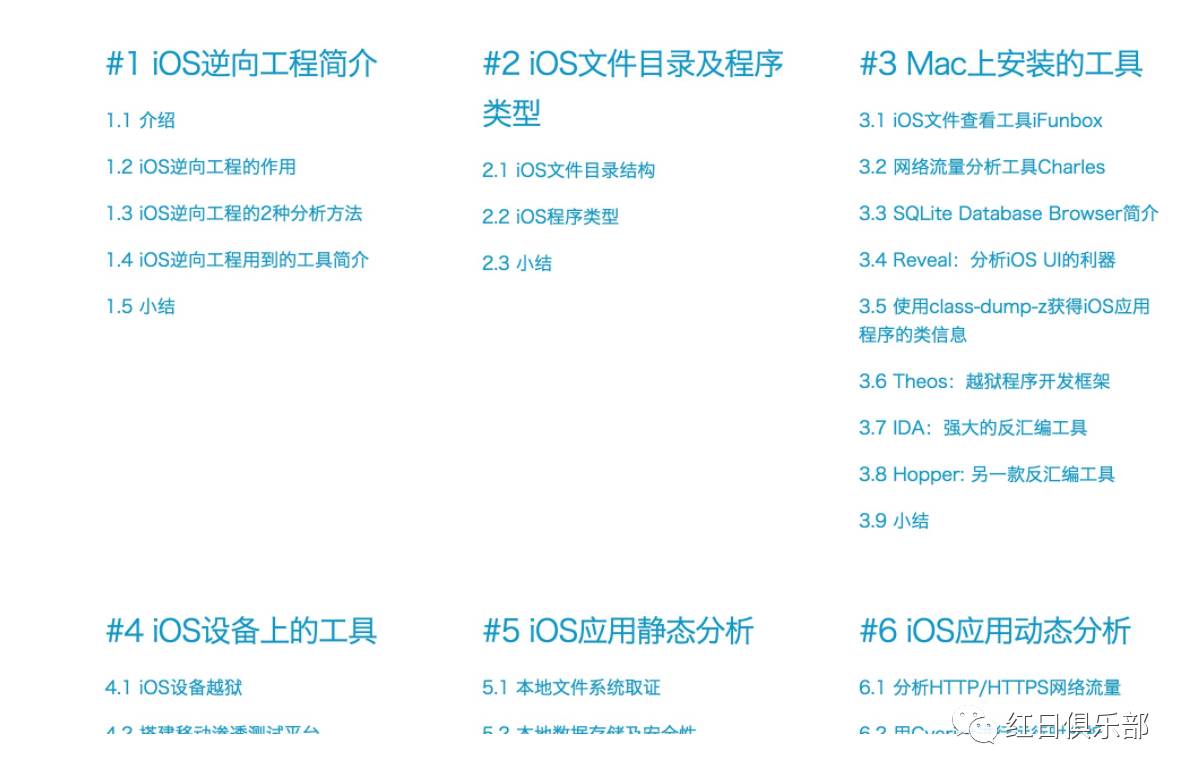 #1 iOS逆向工程简介
1.1 介绍
1.2 iOS逆向工程的作用
1.3 iOS逆向工程的2种分析方法
1.4 iOS逆向工程用到的工具简介
1.5 小结
#2 iOS文件目录及程序
类型
2.1 iOS文件目录结构
2.2 iOS程序类型
2.3 小结
#3 Mac上安装的工具
3.1 iOS文件查看工具iFunbox
3.2 网络流量分析工具Charles
3.3 SQLite Database Browser简介
3.4 Reveal：分析iOS UI的利器
3.5 使用class-dump-z获得iOS应用
程序的类信息
3.6 Theos：越狱程序开发框架
3.7 IDA：强大的反汇编工具
3.8 Hopper: 另一款反汇编工具
3.9 小结
#4 iOS设备上的工具
4.1 iOS设备越狱
4.2 搭建移动渗透测试平台
#5 iOS应用静态分析
5.1 本地文件系统取证
5.2 本地数据存储及安全性
#6 iOS应用动态分析
6.1 分析HTTP/HTTPS网络流量
6.2 用
红日俱乐部